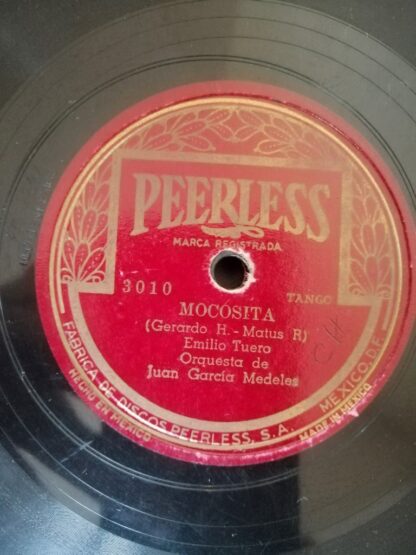 PEERLESS
MARCA REGISTRADA
3010
TANGO
MOCOSITA
(Gerardo H. - Matus R)
Emilio Tuero
Orquesta de
Juan García Medeles
FABRICA DE DISCOS PEERLESS, S.A. MEXICO, D.F.
HECHO EN MEXICO
MADE IN MEXICO